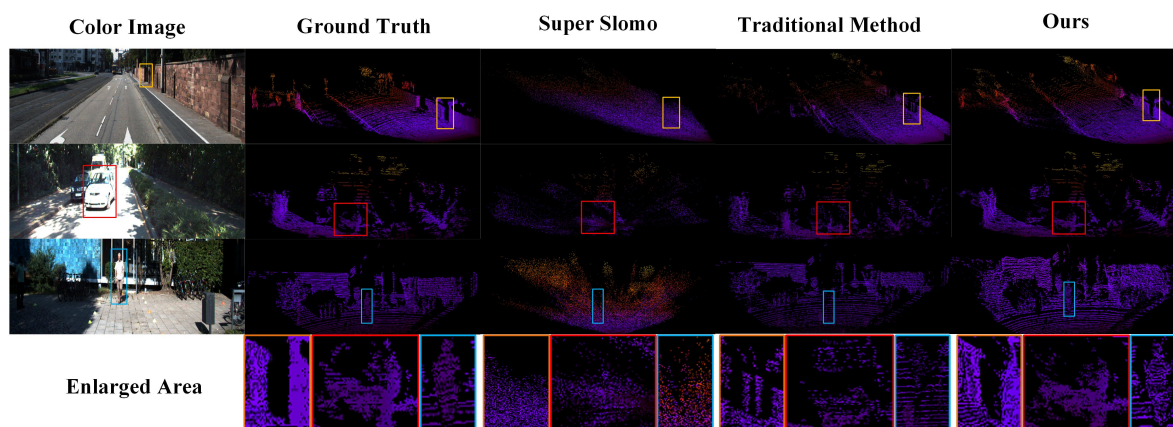 Color Image
Ground Truth
Super Slomo
Traditional Method
Ours
Enlarged Area